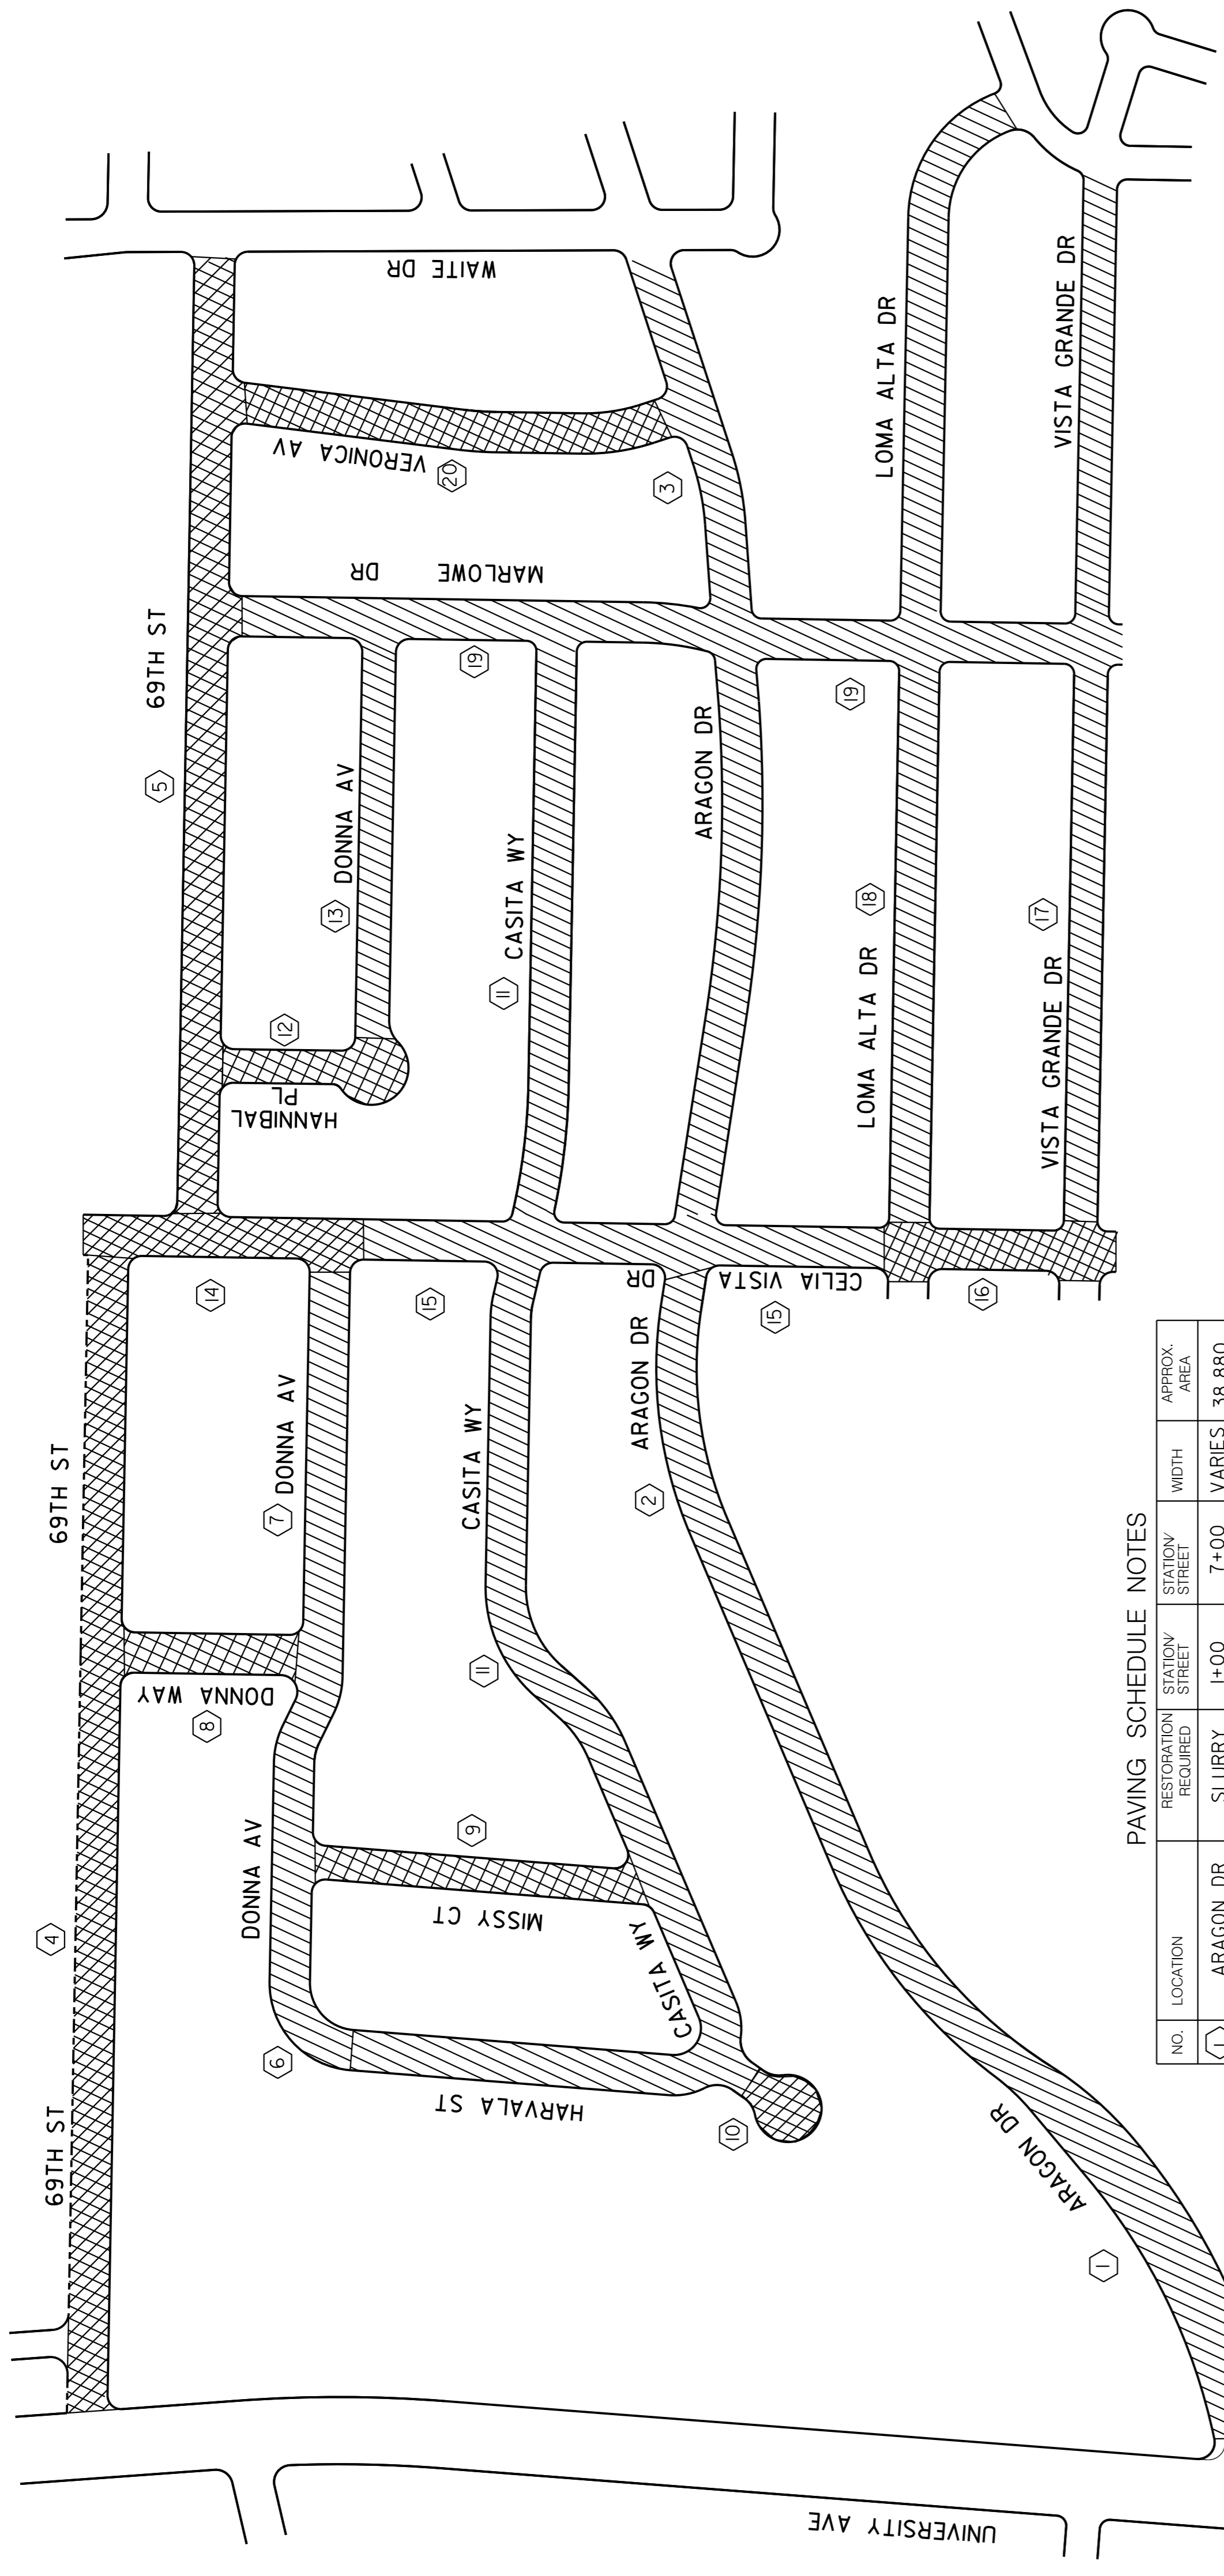 69TH ST
69TH ST
69TH ST
4
5
DONNA WAY
8
14
HANNIBAL
PL
12
DONNA AV
DONNA AV
7
DONNA AV
13
6
HARVALA ST
MISSY CT
9
CASITA WY
CASITA WY
CASITA WY
11
11
10
15
15
CELIA VISTA
DR
16
MARLOWE DR
19
19
VERONICA AV
20
WAITE DR
3
ARAGON DR
ARAGON DR
ARAGON DR
1
2
LOMA ALTA DR
LOMA ALTA DR
18
VISTA GRANDE DR
VISTA GRANDE DR
17
UNIVERSITY AVE
PAVING SCHEDULE NOTES
NO. LOCATION RESTORATION REQUIRED STATION/ STREET STATION/ STREET WIDTH APPROX. AREA
1 ARAGON DR SLURRY 1+00 7+00 VARIES 38,880